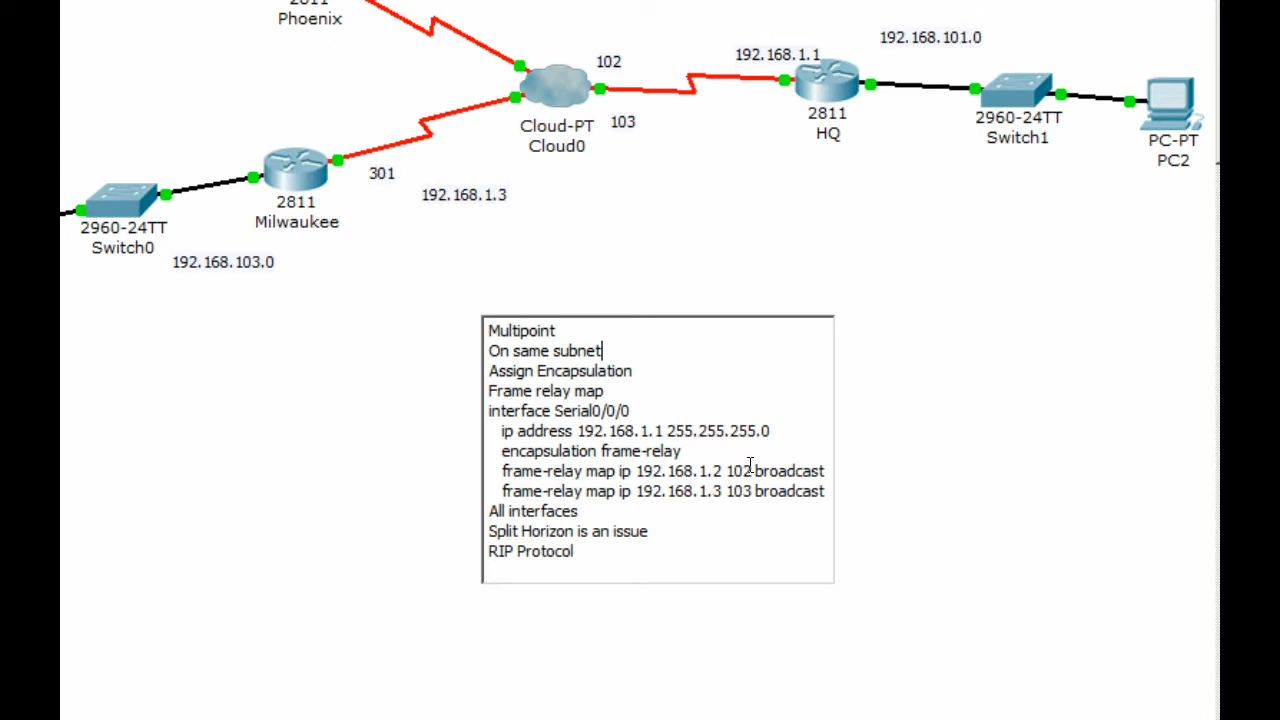 2811
Phoenix
102
192.168.1.1
192.168.101.0
Cloud-PT
Cloud0
103
2811
HQ
2960-24TT
Switch1
PC-PT
PC2
301
192.168.1.3
2811
Milwaukee
2960-24TT
Switch0
192.168.103.0
Multipoint
On same subnet
Assign Encapsulation
Frame relay map
interface Serial0/0/0
ip address 192.168.1.1 255.255.255.0
encapsulation frame-relay
frame-relay map ip 192.168.1.2 102 broadcast
frame-relay map ip 192.168.1.3 103 broadcast
All interfaces
Split Horizon is an issue
RIP Protocol